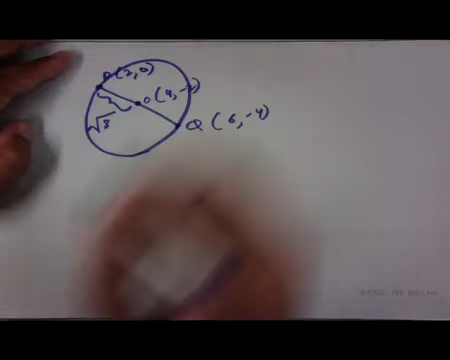 P (2, 0)
O (4, -2)
√8
Q (6, -4)